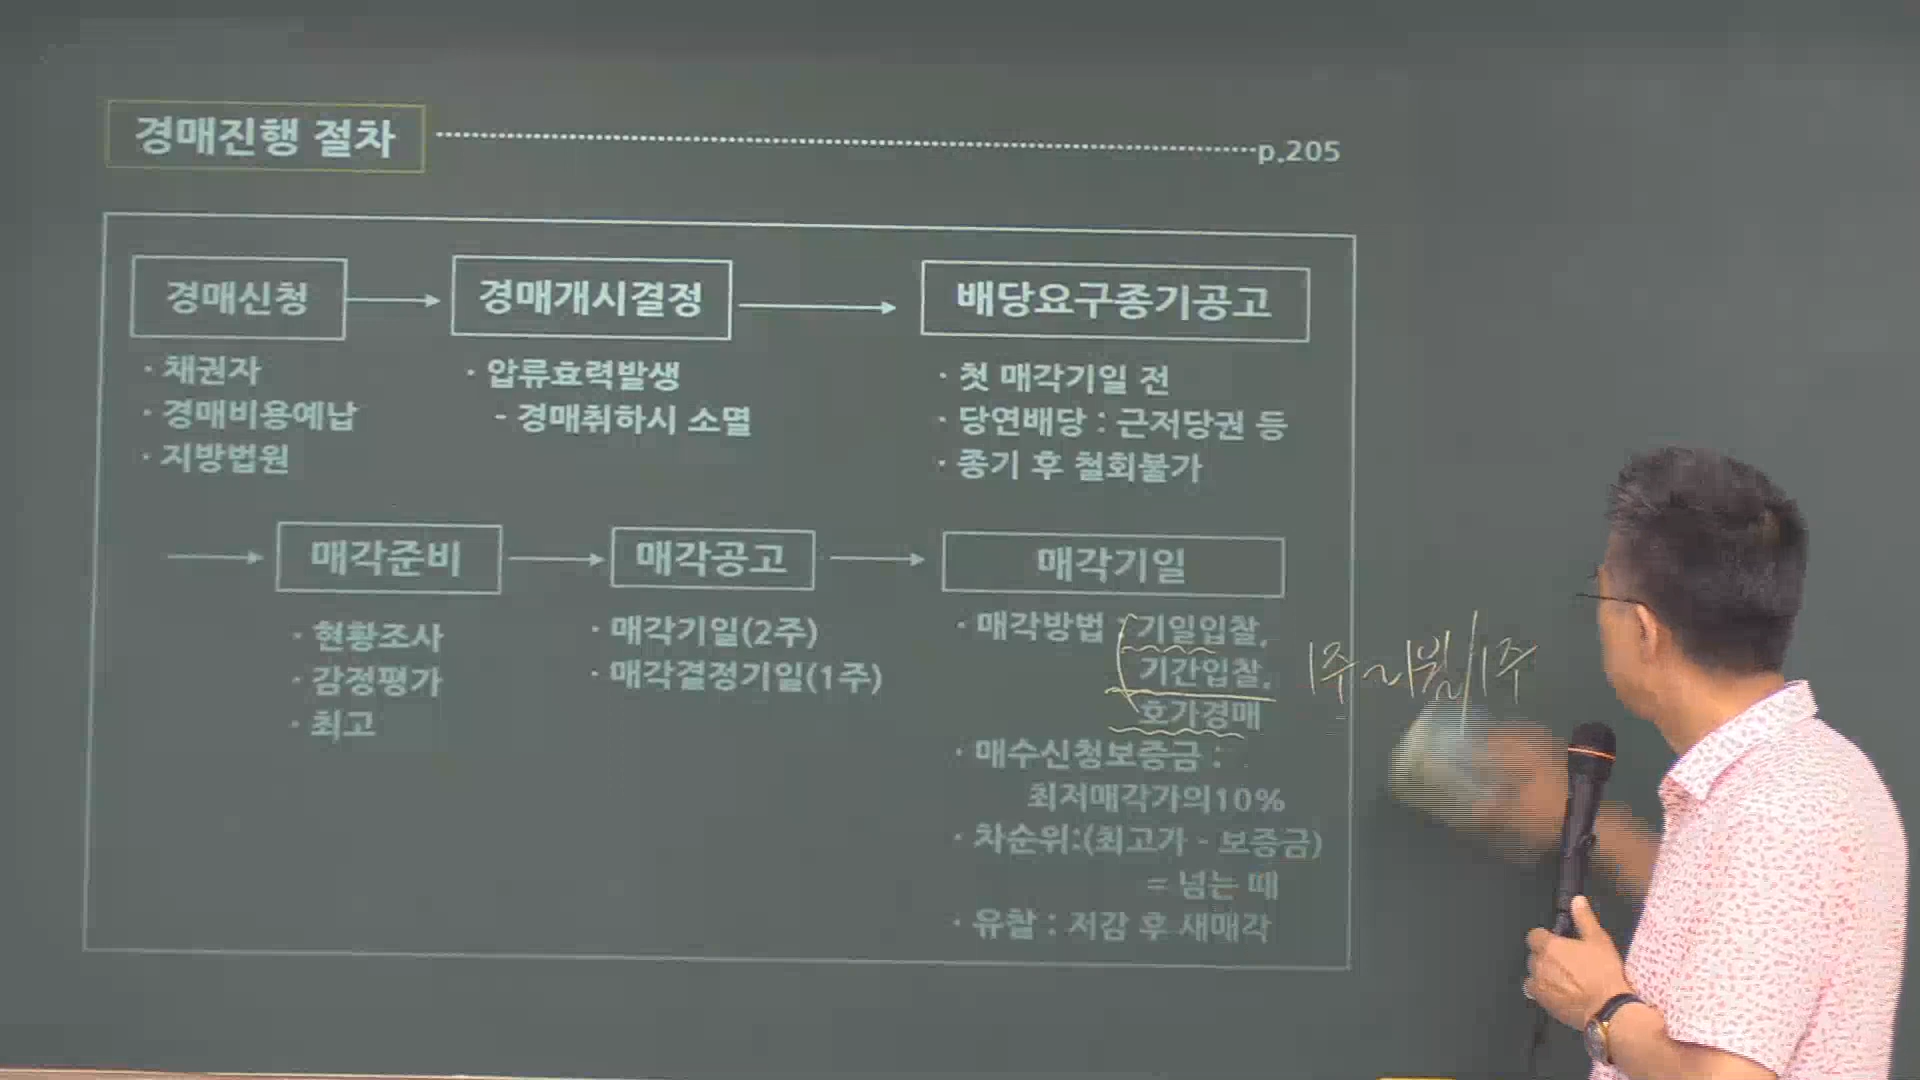 경매진행 절차 p.205
경매신청 경매개시결정 배당요구종기공고
· 채권자
· 경매비용예납
· 지방법원
· 압류효력발생
- 경매취하시 소멸
· 첫 매각기일 전
· 당연배당 : 근저당권 등
· 종기 후 철회불가
매각준비 매각공고 매각기일
· 현황조사
· 감정평가
· 최고
· 매각기일(2주)
· 매각결정기일(1주)
· 매각방법 : 기일입찰,
기간입찰, 1주~1월/1주
호가경매
· 매수신청보증금 :
최저매각가의10%
· 차순위:(최고가 - 보증금)
= 넘는 때
· 유찰 : 저감 후 새매각